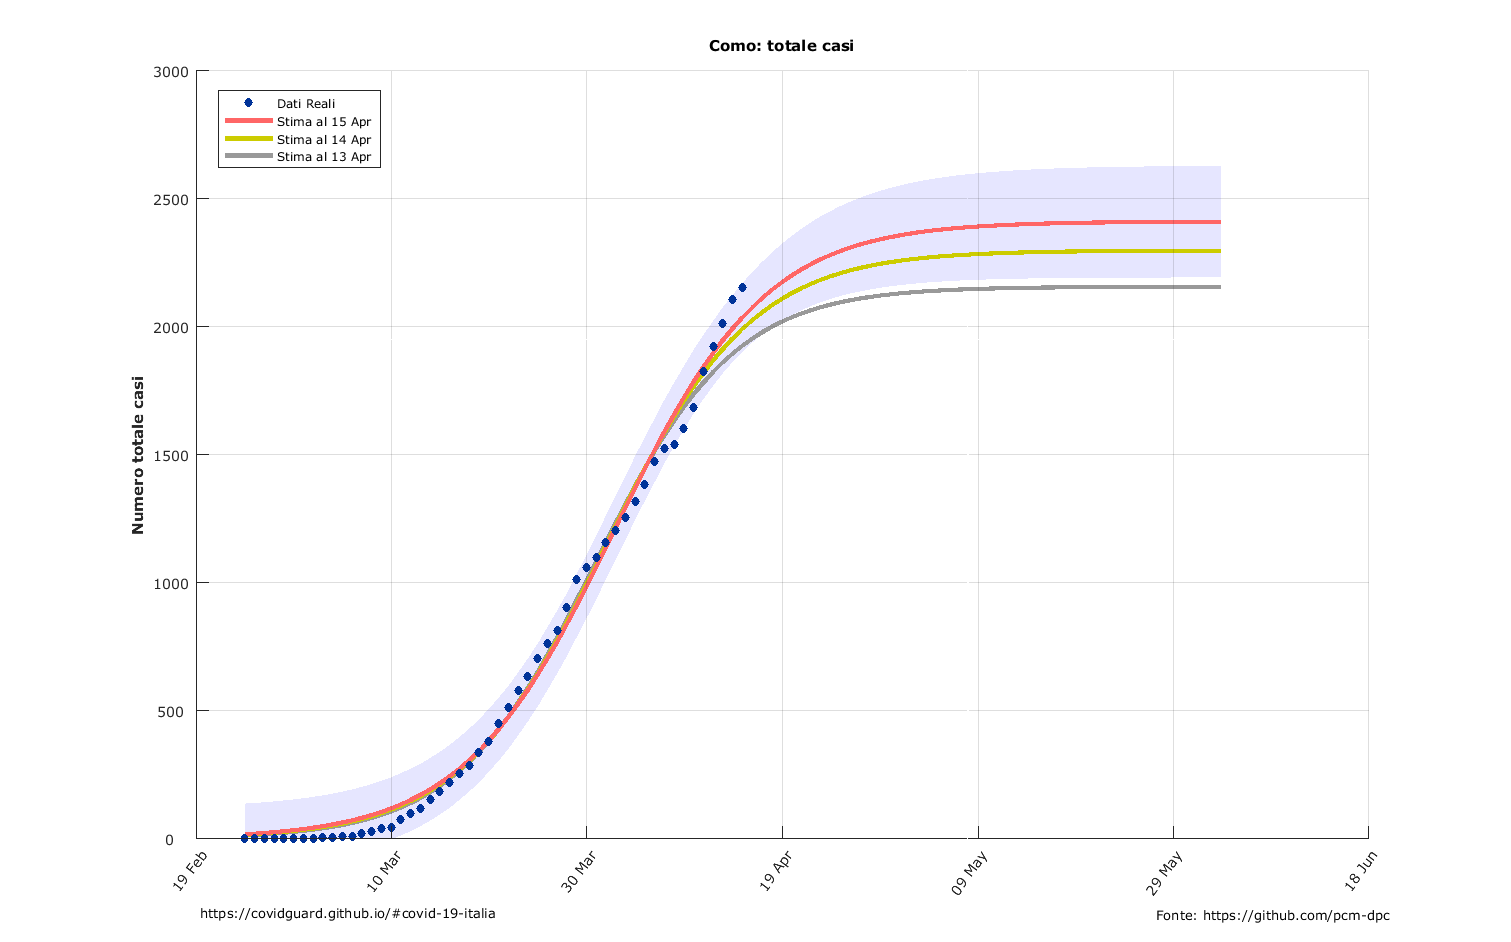 Como: totale casi
3000
2500
2000
1500
1000
500
0
Numero totale casi
Dati Reali
Stima al 15 Apr
Stima al 14 Apr
Stima al 13 Apr
19 Feb
10 Mar
30 Mar
19 Apr
09 May
29 May
18 Jun
https://covidguard.github.io/#covid-19-italia
Fonte: https://github.com/pcm-dpc